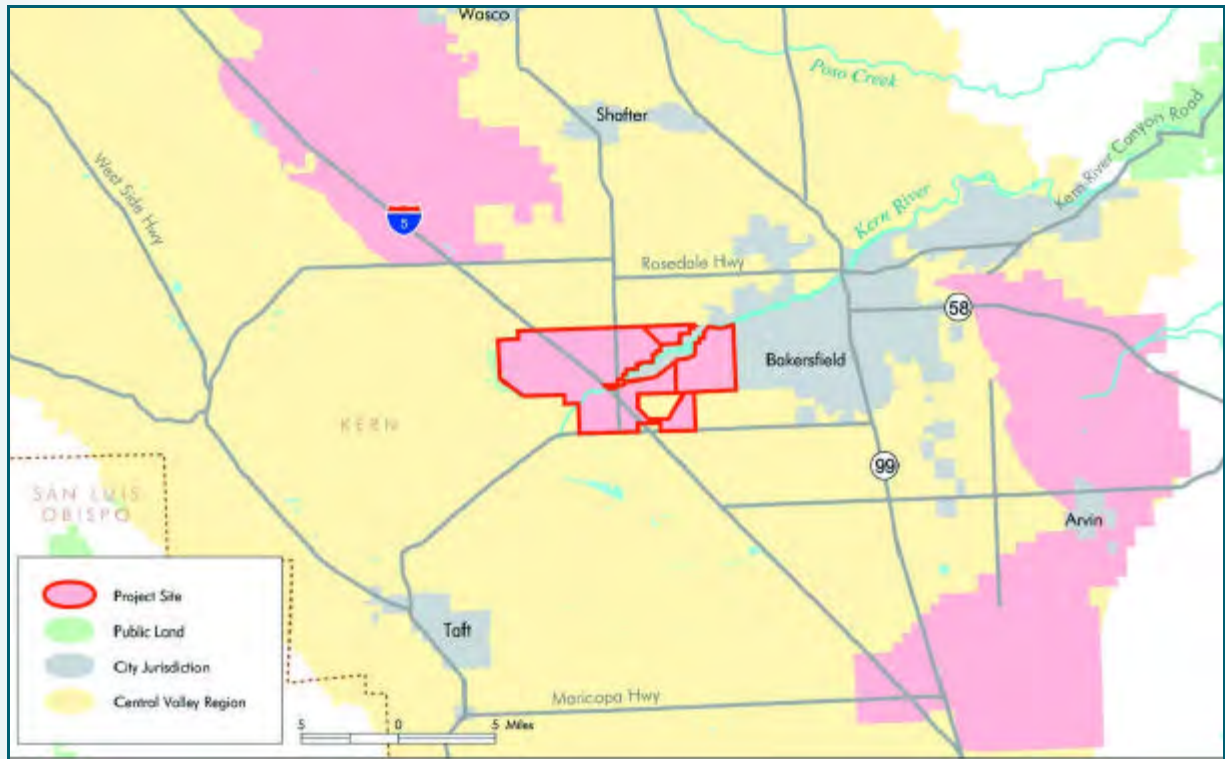 Wasco
Poso Creek
Shafter
Kern River Canyon Road
West Side Hwy
5
Kern River
Rosedale Hwy
58
Bakersfield
KERN
99
SAN LUIS
OBISPO
Arvin
Project Site
Public Land
City Jurisdiction
Central Valley Region
Taft
Maricopa Hwy
5 0 5 Miles